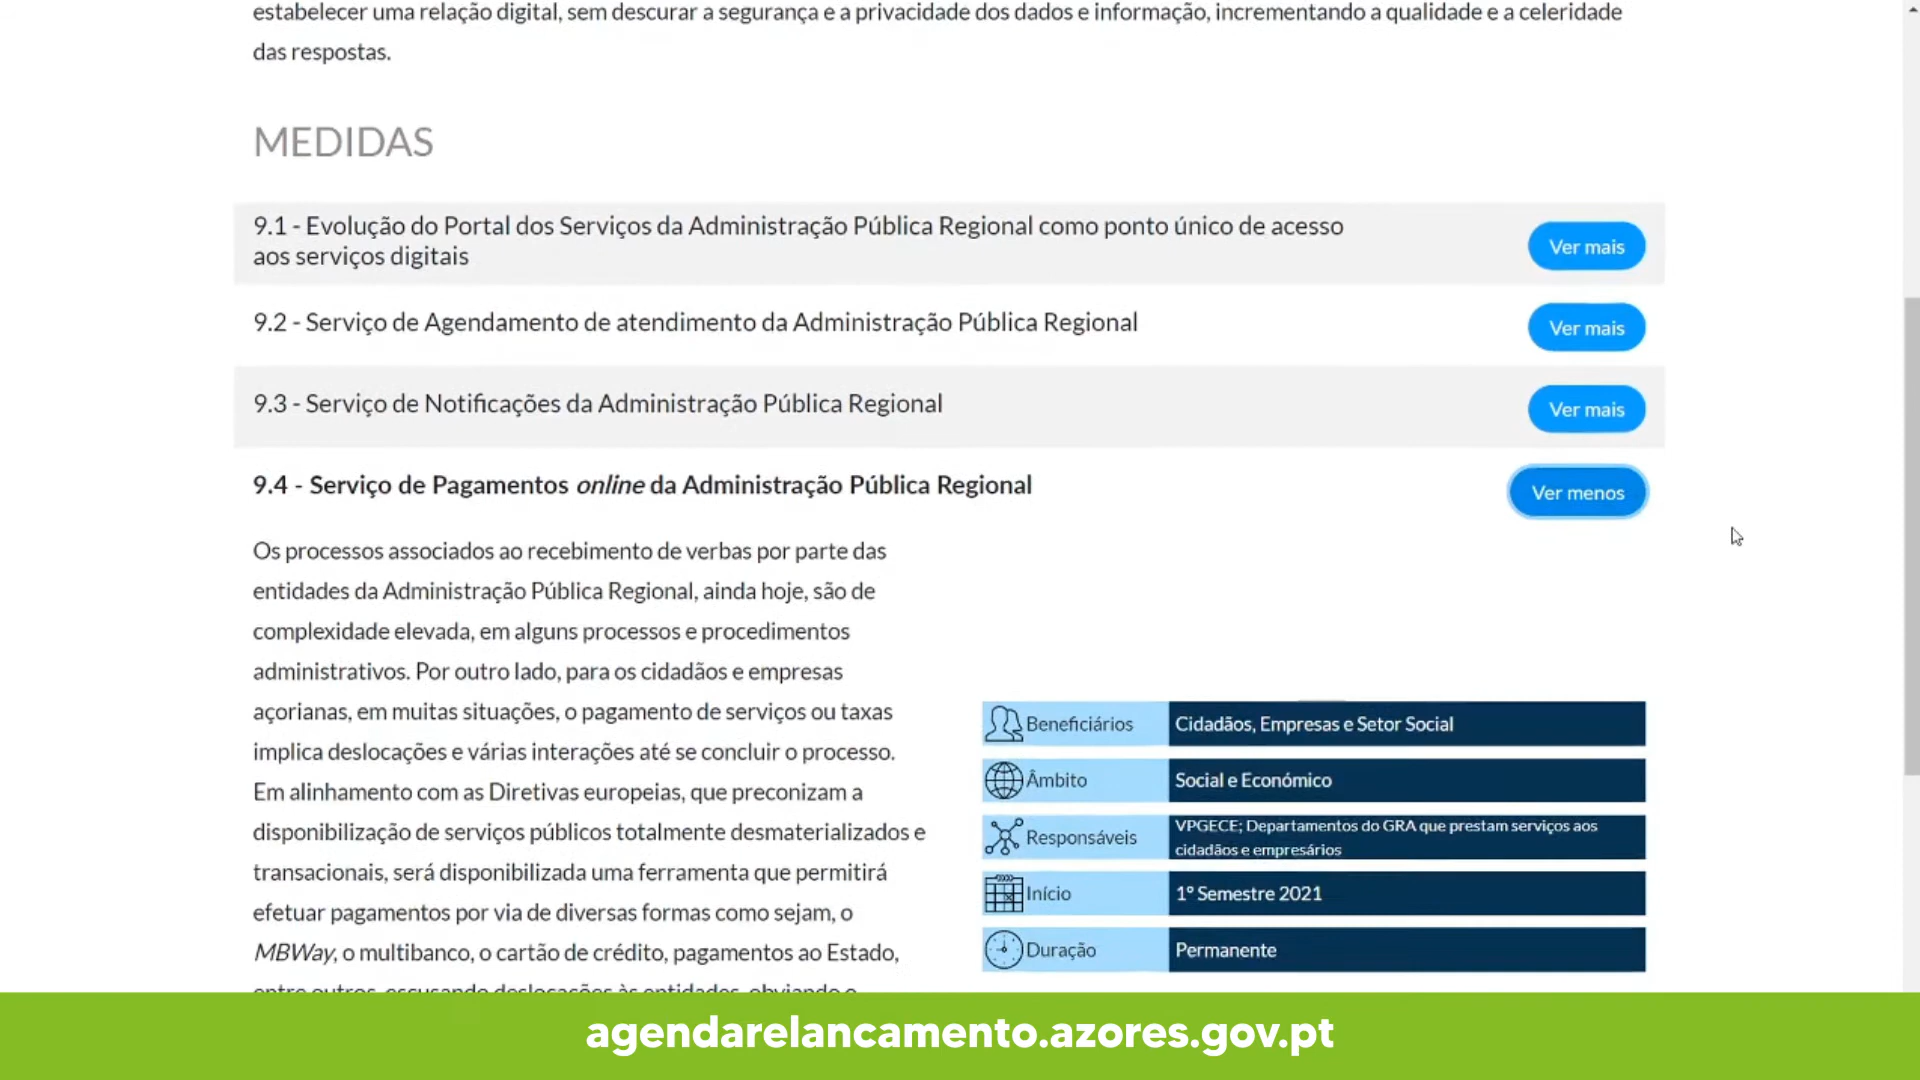 estabelecer uma relação digital, sem descurar a segurança e a privacidade dos dados e informação, incrementando a qualidade e a celeridade
das respostas.
MEDIDAS
9.1 - Evolução do Portal dos Serviços da Administração Pública Regional como ponto único de acesso
aos serviços digitais
Ver mais
9.2 - Serviço de Agendamento de atendimento da Administração Pública Regional
Ver mais
9.3 - Serviço de Notificações da Administração Pública Regional
Ver mais
9.4 - Serviço de Pagamentos online da Administração Pública Regional
Ver menos
Os processos associados ao recebimento de verbas por parte das
entidades da Administração Pública Regional, ainda hoje, são de
complexidade elevada, em alguns processos e procedimentos
administrativos. Por outro lado, para os cidadãos e empresas
açorianas, em muitas situações, o pagamento de serviços ou taxas
implica deslocações e várias interações até se concluir o processo.
Em alinhamento com as Diretivas europeias, que preconizam a
disponibilização de serviços públicos totalmente desmaterializados e
transacionais, será disponibilizada uma ferramenta que permitirá
efetuar pagamentos por via de diversas formas como sejam, o
MBWay, o multibanco, o cartão de crédito, pagamentos ao Estado,
entre outros, escusando deslocações às entidades, obviando o
Beneficiários Cidadãos, Empresas e Setor Social
Âmbito Social e Económico
Responsáveis VPGECE; Departamentos do GRA que prestam serviços aos
cidadãos e empresários
Início 1º Semestre 2021
Duração Permanente
agendarelancamento.azores.gov.pt